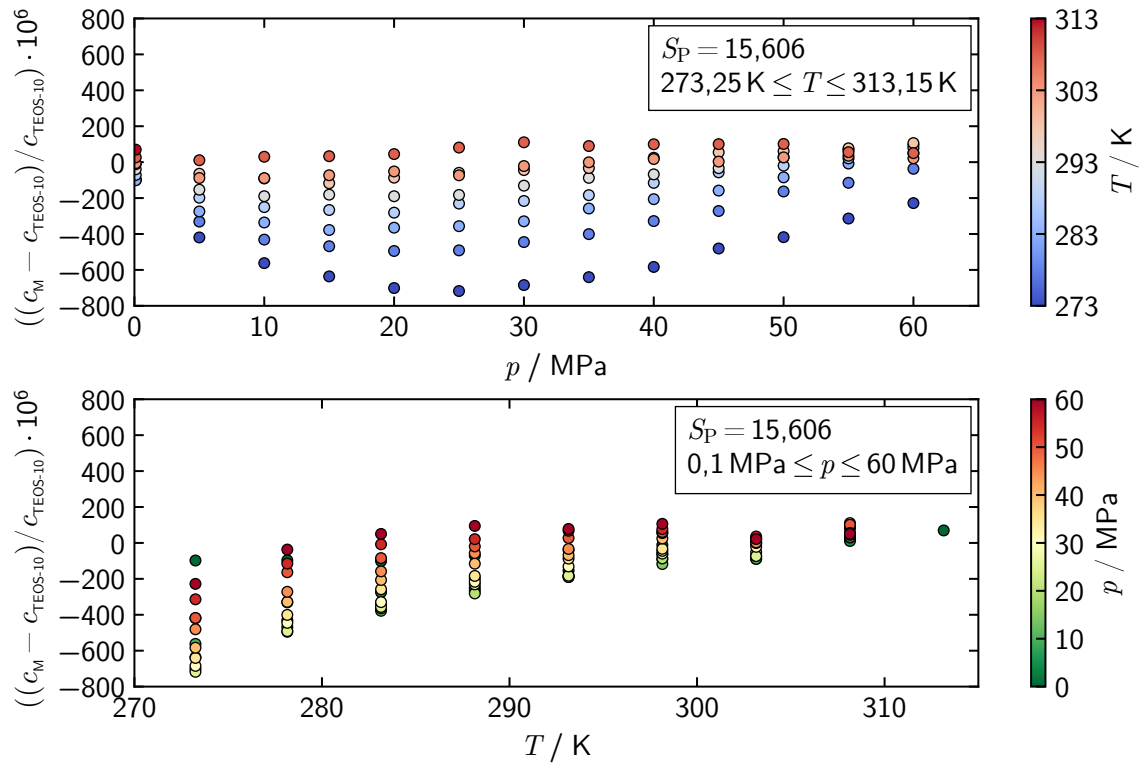 ((c_M − c_TEOS-10)/c_TEOS-10) · 10^6
800
600
400
200
0
−200
−400
−600
−800
S_P = 15,606
273,25 K ≤ T ≤ 313,15 K
0 10 20 30 40 50 60
p / MPa
313
303
293
283
273
T / K
((c_M − c_TEOS-10)/c_TEOS-10) · 10^6
800
600
400
200
0
−200
−400
−600
−800
S_P = 15,606
0,1 MPa ≤ p ≤ 60 MPa
270 280 290 300 310
T / K
60
50
40
30
20
10
0
p / MPa